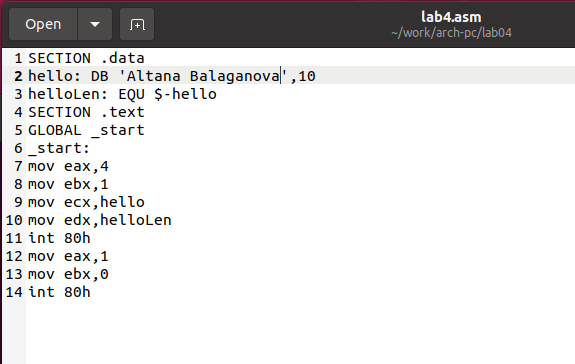 Open
lab4.asm
~/work/arch-pc/lab04
1 SECTION .data
2 hello: DB 'Altana Balaganova',10
3 helloLen: EQU $-hello
4 SECTION .text
5 GLOBAL _start
6 _start:
7 mov eax,4
8 mov ebx,1
9 mov ecx,hello
10 mov edx,helloLen
11 int 80h
12 mov eax,1
13 mov ebx,0
14 int 80h